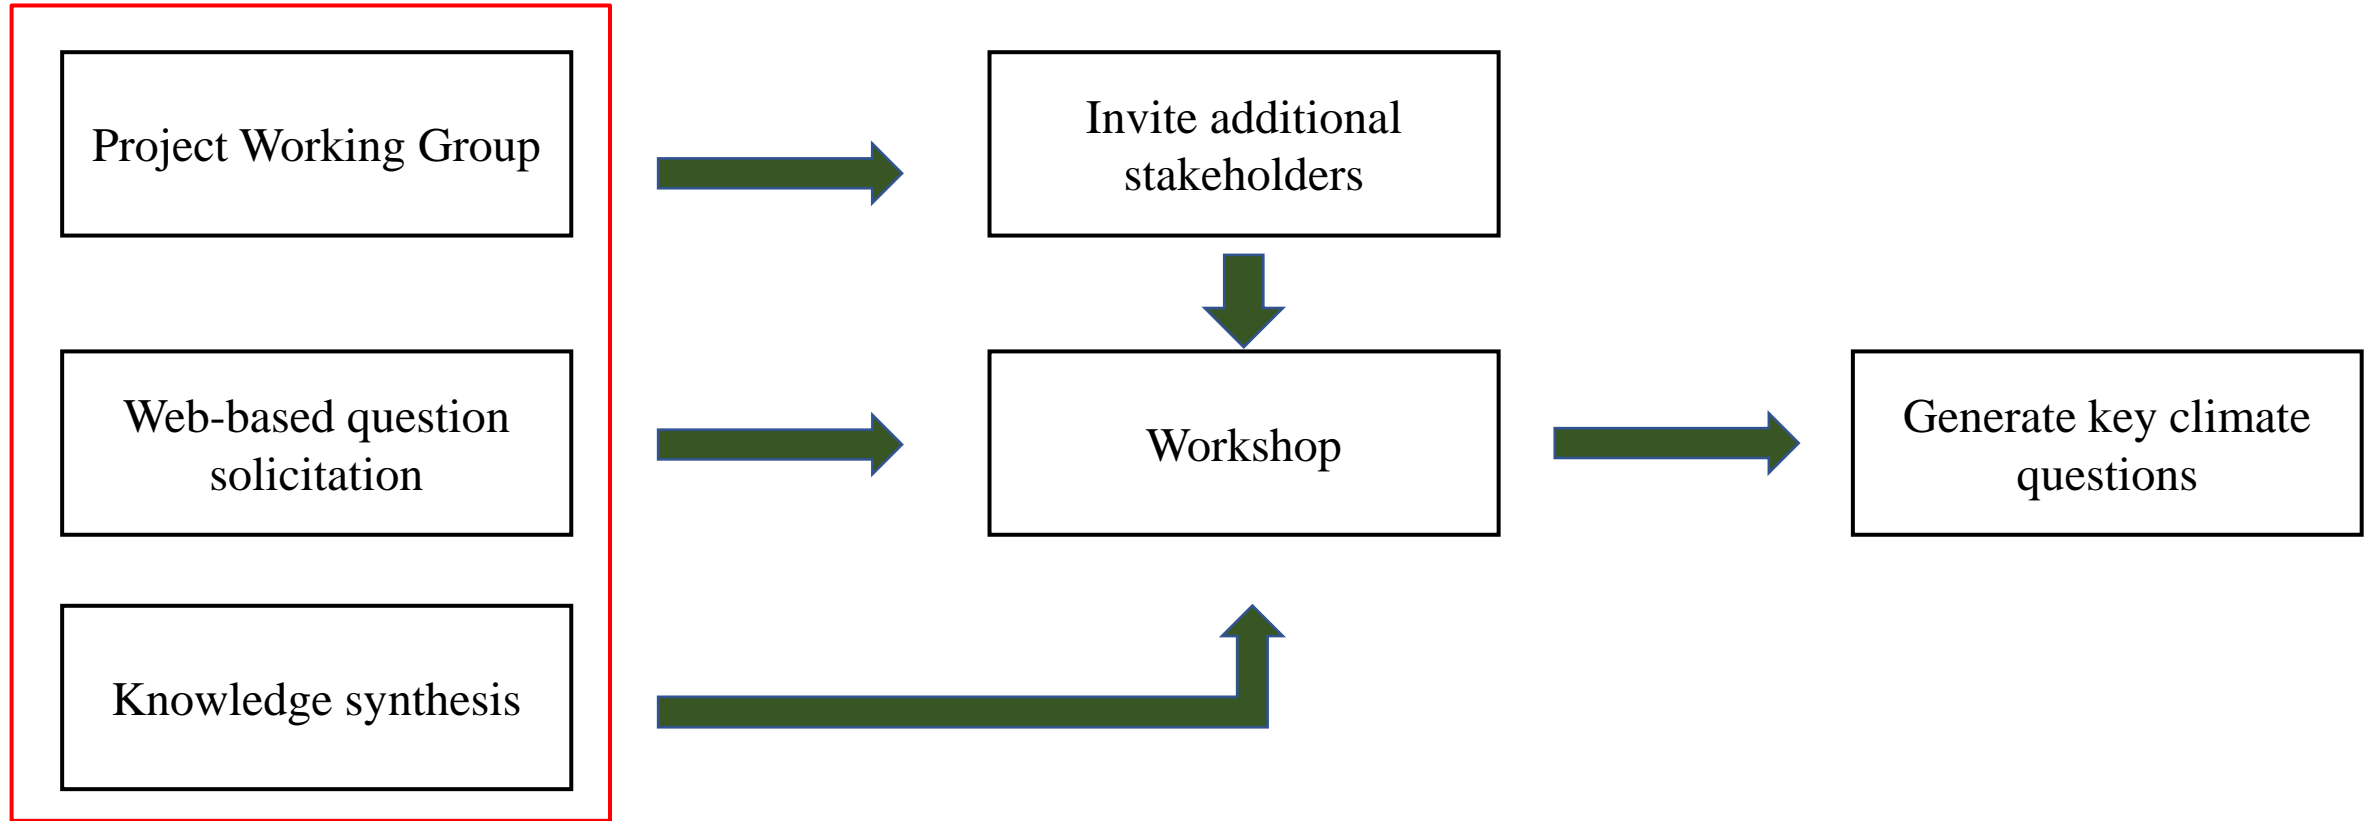 Project Working Group
Invite additional
stakeholders
Web-based question
solicitation
Workshop
Generate key climate
questions
Knowledge synthesis